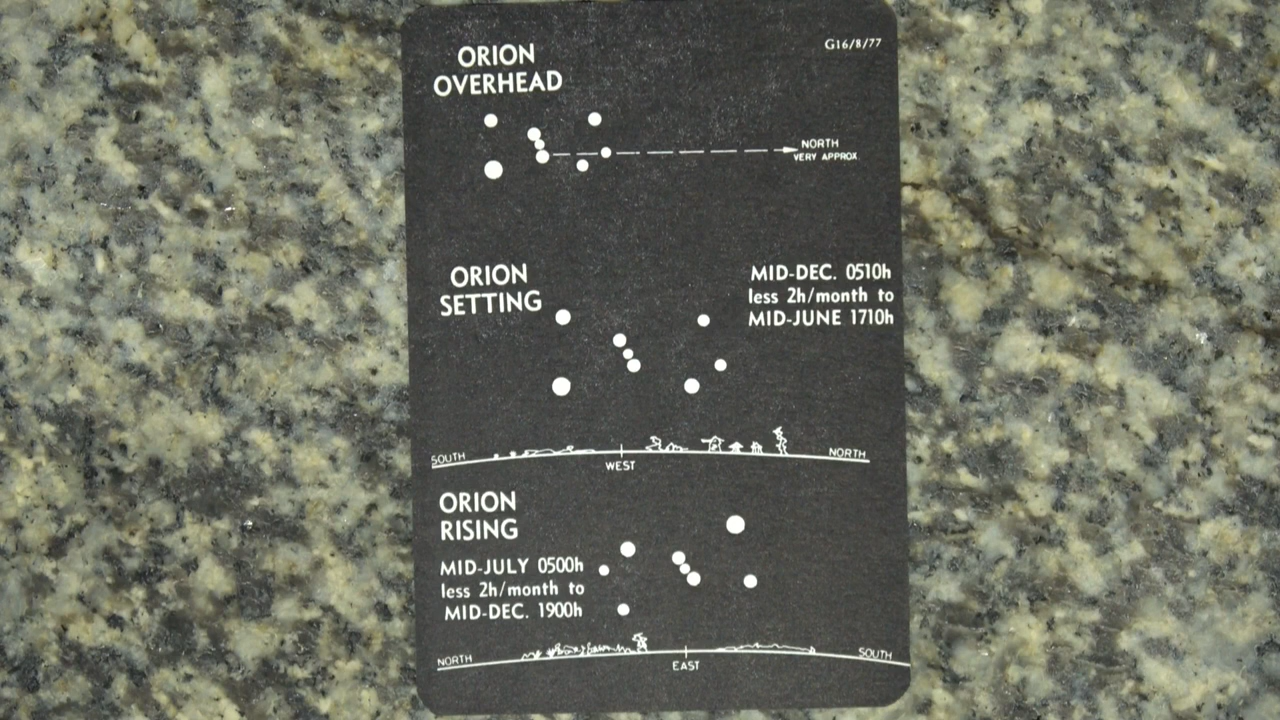 ORION
OVERHEAD
G16/8/77
NORTH
VERY APPROX.
ORION
SETTING
MID-DEC. 0510h
less 2h/month to
MID-JUNE 1710h
SOUTH
WEST
NORTH
ORION
RISING
MID-JULY 0500h
less 2h/month to
MID-DEC. 1900h
NORTH
EAST
SOUTH